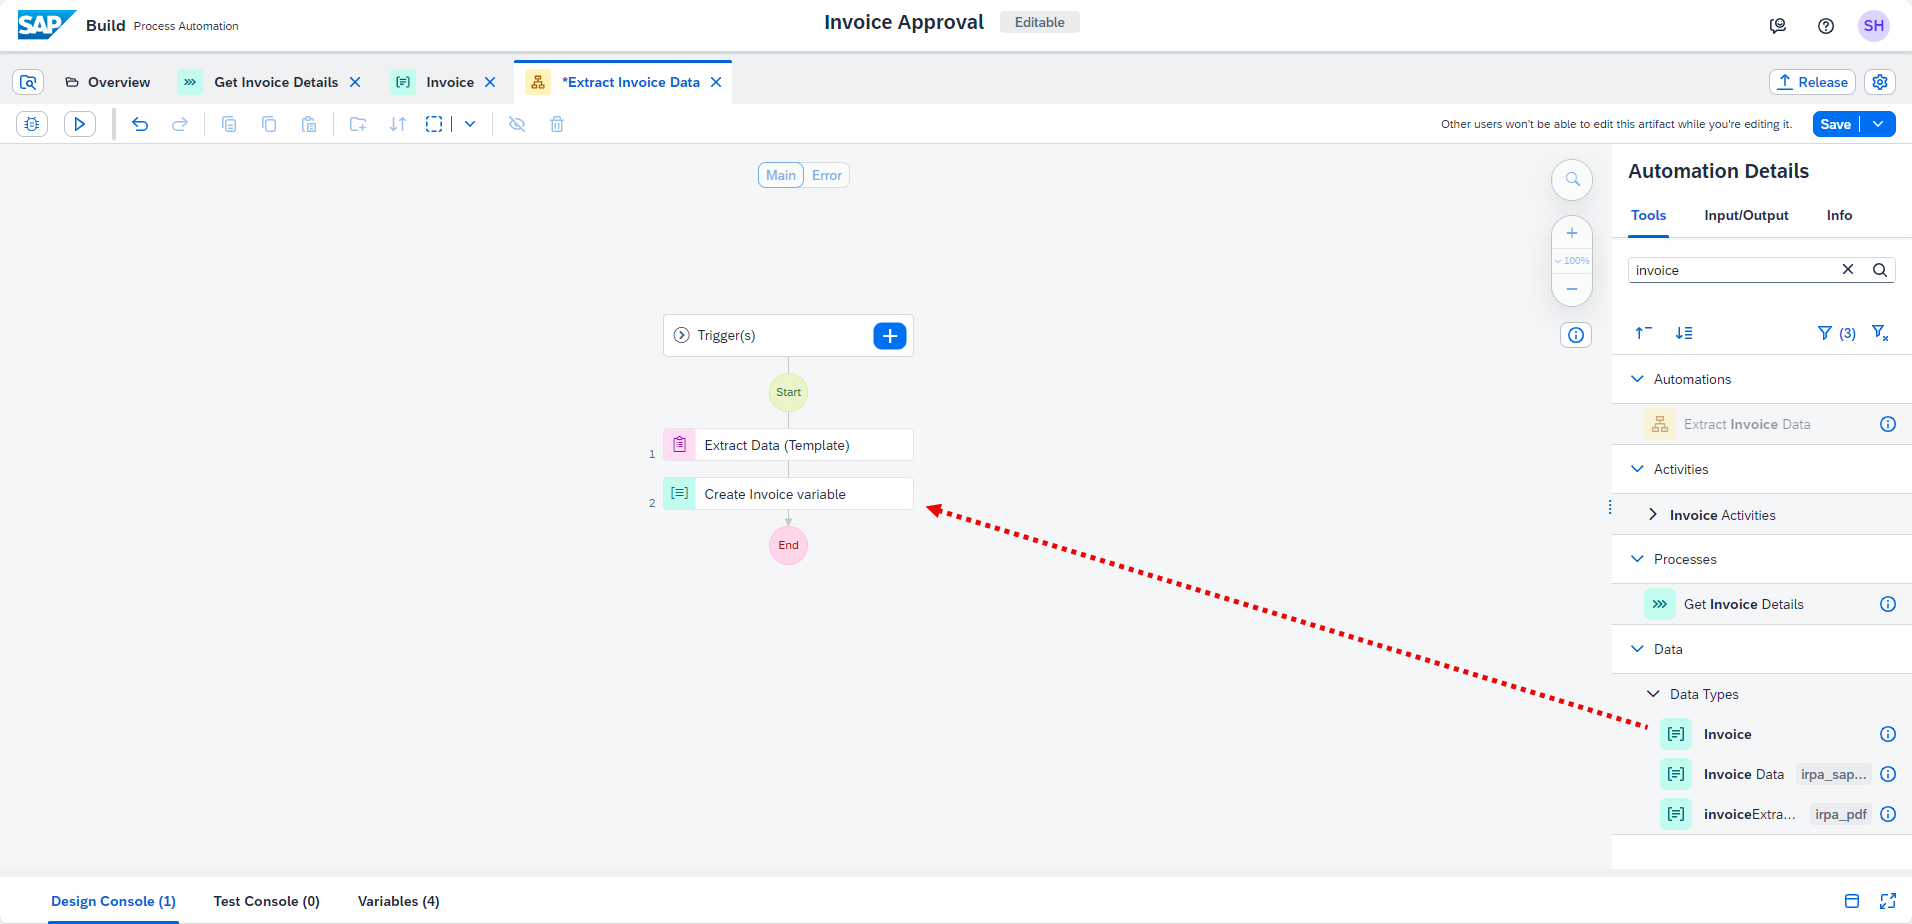 SAP Build Process Automation
Invoice Approval Editable
SH
Overview
Get Invoice Details
Invoice
*Extract Invoice Data
Release
Other users won't be able to edit this artifact while you're editing it.
Save
Main Error
100%
Trigger(s)
Start
1 Extract Data (Template)
2 Create Invoice variable
End
Automation Details
Tools Input/Output Info
invoice
(3)
Automations
Extract Invoice Data
Activities
Invoice Activities
Processes
Get Invoice Details
Data
Data Types
Invoice
Invoice Data irpa_sap...
invoiceExtra... irpa_pdf
Design Console (1) Test Console (0) Variables (4)